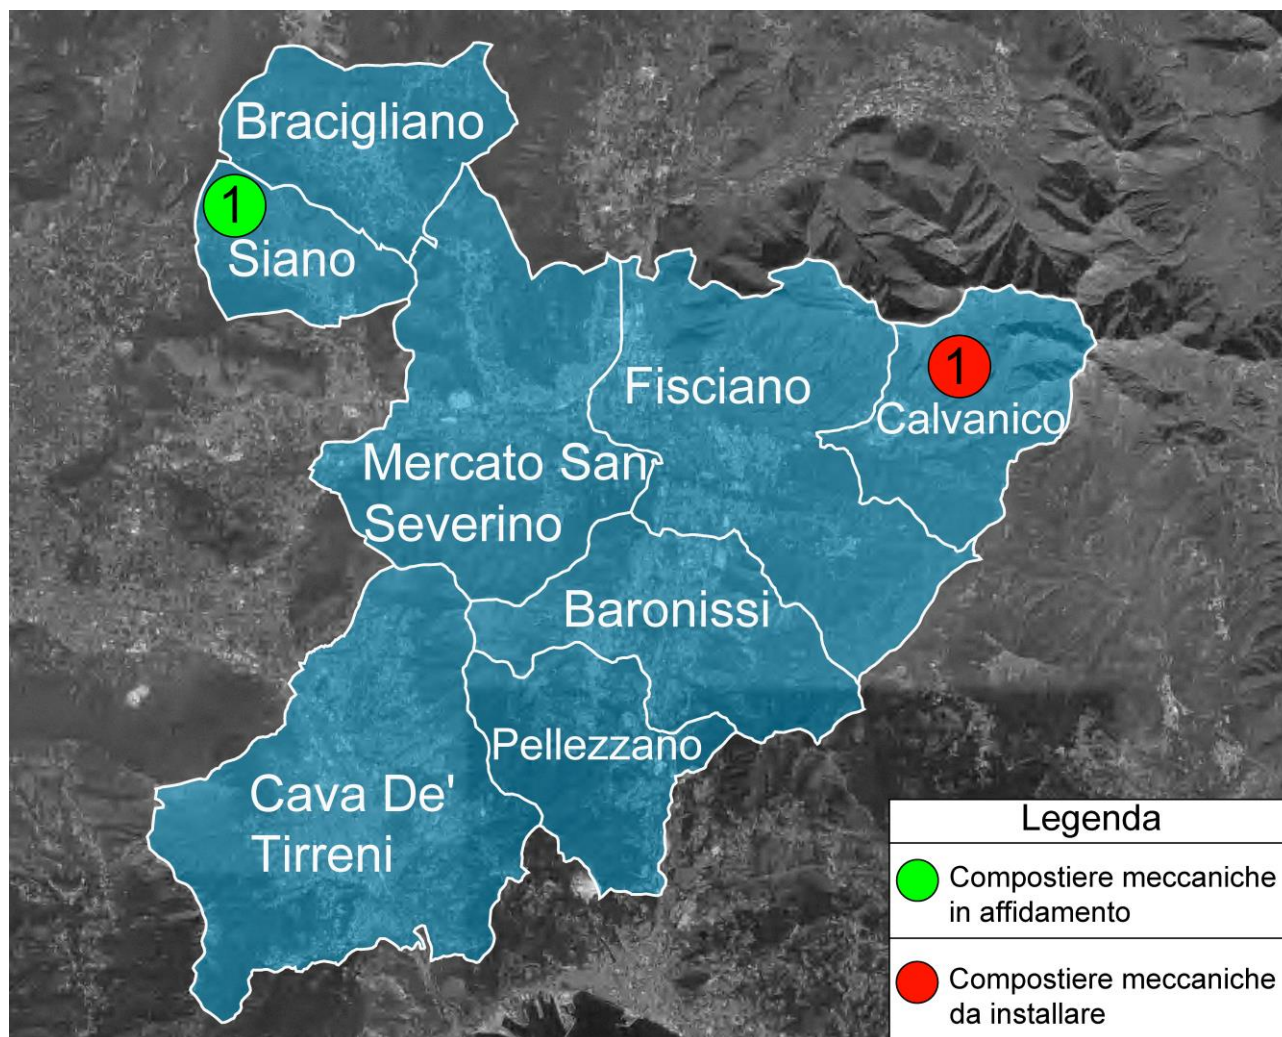 Bracigliano
1
Siano
Fisciano
1
Calvanico
Mercato San
Severino
Baronissi
Pellezzano
Cava De'
Tirreni
Legenda
Compostiere meccaniche
in affidamento
Compostiere meccaniche
da installare